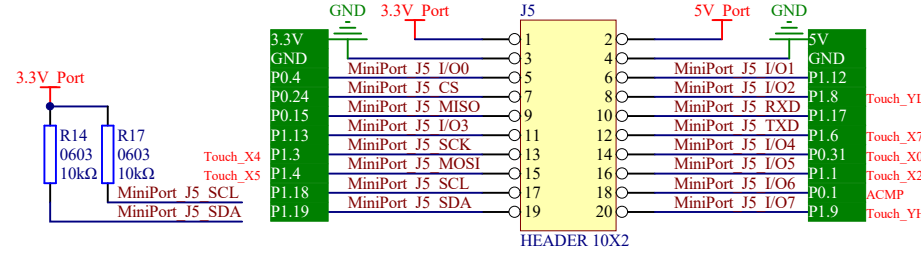 GND 3.3V_Port J5 5V_Port GND
3.3V 1 2 5V
GND 3 4 GND
P0.4 MiniPort_J5_I/O0 5 6 MiniPort_J5_I/O1 P1.12
P0.24 MiniPort_J5_CS 7 8 MiniPort_J5_I/O2 P1.8
P0.15 MiniPort_J5_MISO 9 10 MiniPort_J5_RXD P1.17
P1.13 MiniPort_J5_I/O3 11 12 MiniPort_J5_TXD P1.6
Touch_X4 P1.3 MiniPort_J5_SCK 13 14 MiniPort_J5_I/O4 P0.31 Touch_X0
Touch_X5 P1.4 MiniPort_J5_MOSI 15 16 MiniPort_J5_I/O5 P1.1 Touch_X2
P1.18 MiniPort_J5_SCL 17 18 MiniPort_J5_I/O6 P0.1 ACMP
P1.19 MiniPort_J5_SDA 19 20 MiniPort_J5_I/O7 P1.9
HEADER 10X2
3.3V_Port
R14 R17
0603 0603
10kΩ 10kΩ
MiniPort_J5_SCL
MiniPort_J5_SDA
Touch_X7